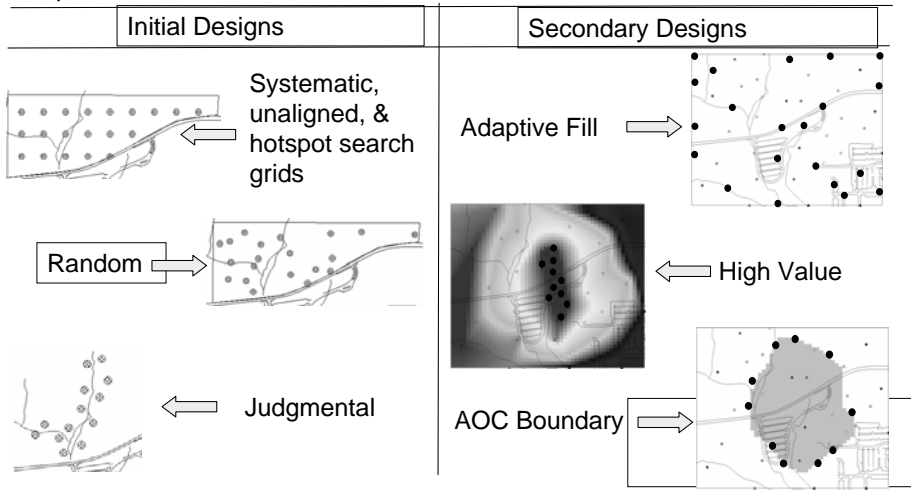 Initial Designs
Systematic,
unaligned, &
hotspot search
grids
Random
Judgmental
Secondary Designs
Adaptive Fill
High Value
AOC Boundary